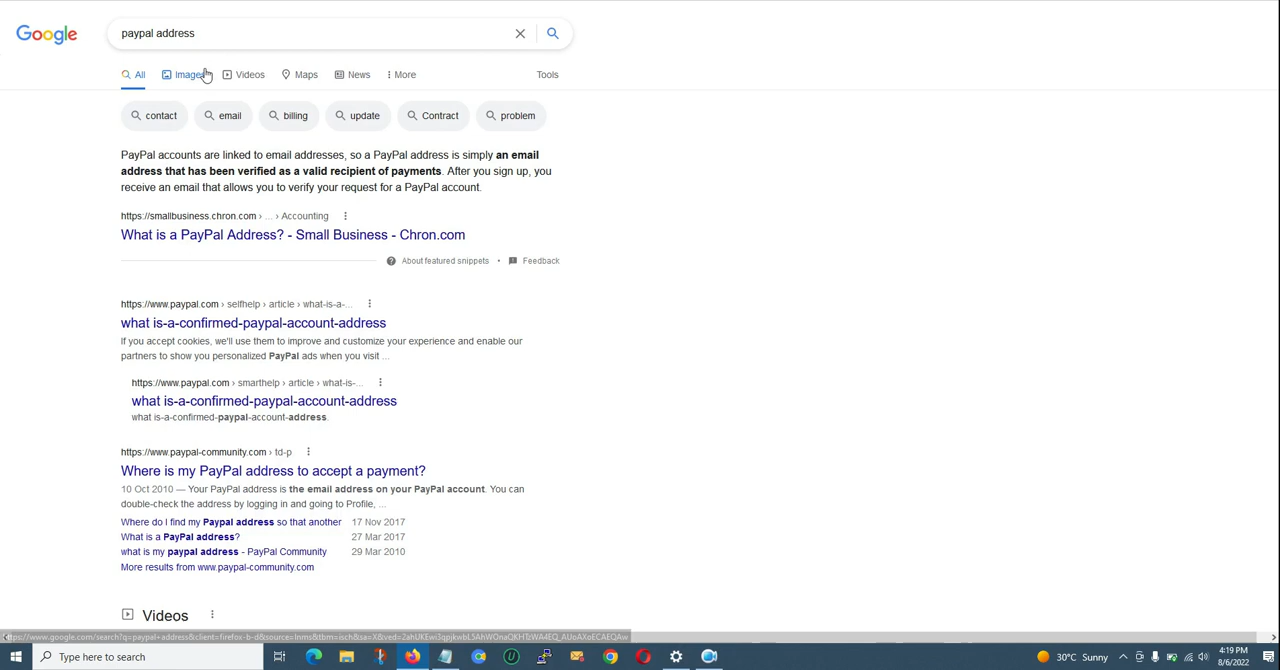 Google
paypal address
All Images Videos Maps News More Tools
contact email billing update Contract problem
PayPal accounts are linked to email addresses, so a PayPal address is simply an email
address that has been verified as a valid recipient of payments. After you sign up, you
receive an email that allows you to verify your request for a PayPal account.
https://smallbusiness.chron.com › ... › Accounting
What is a PayPal Address? - Small Business - Chron.com
About featured snippets • Feedback
https://www.paypal.com › selfhelp › article › what-is-a-...
what is-a-confirmed-paypal-account-address
If you accept cookies, we'll use them to improve and customize your experience and enable our
partners to show you personalized PayPal ads when you visit ...
https://www.paypal.com › smarthelp › article › what-is-...
what is-a-confirmed-paypal-account-address
what is-a-confirmed-paypal-account-address.
https://www.paypal-community.com › td-p
Where is my PayPal address to accept a payment?
10 Oct 2010 — Your PayPal address is the email address on your PayPal account. You can
double-check the address by logging in and going to Profile, ...
Where do I find my Paypal address so that another 17 Nov 2017
What is a PayPal address? 27 Mar 2010
what is my paypal address - PayPal Community 29 Mar 2010
More results from www.paypal-community.com
Videos
Type here to search
30°C Sunny
4:19 PM
8/6/2022